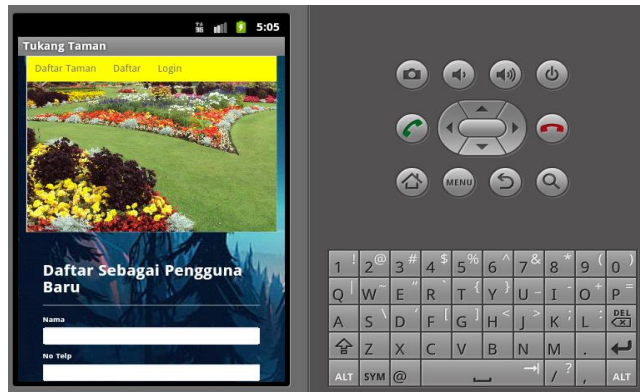 36 5:05
Tukang Taman
Daftar Taman Daftar Login
Daftar Sebagai Pengguna
Baru
Nama
No Telp
MENU
1 ! 2 @ 3 # 4 $ 5 % 6 ^ 7 & 8 * 9 ( 0 )
Q | W ~ E " R ` T { Y } U _ I - O + P =
A S \ D ' F [ G ] H < J > K ; L : DEL
Z X C V B N M .
ALT SYM @ / ? , ALT